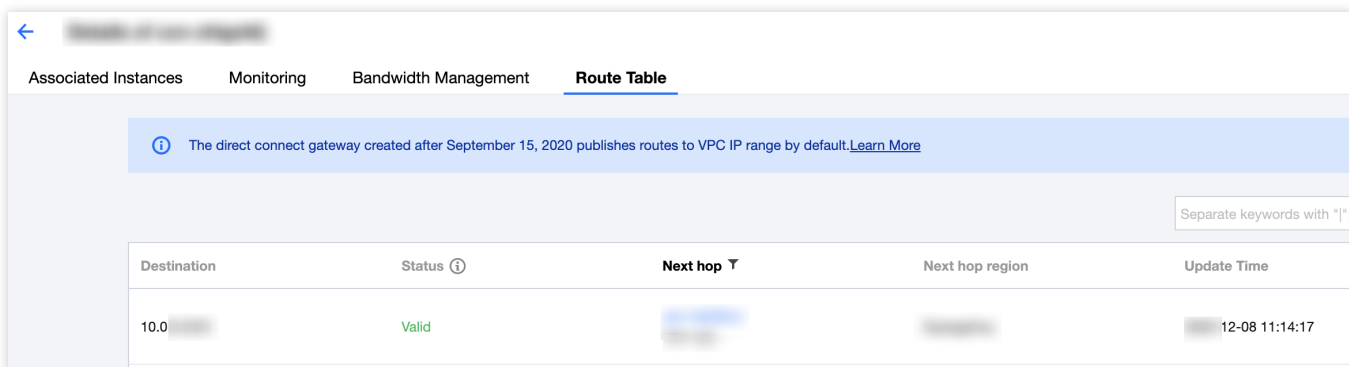 Associated Instances Monitoring Bandwidth Management Route Table
The direct connect gateway created after September 15, 2020 publishes routes to VPC IP range by default.Learn More
Separate keywords with "|"
Destination Status Next hop Next hop region Update Time
10.0 Valid 12-08 11:14:17